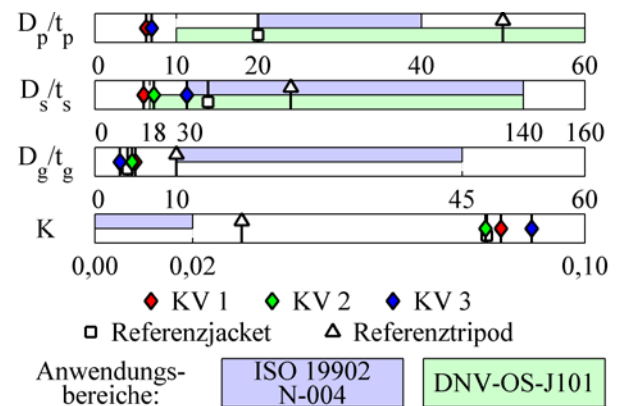 Dp/tp
0 10 20 40 60
Ds/ts
0 18 30 140 160
Dg/tg
0 10 45 60
K
0,00 0,02 0,10
KV 1 KV 2 KV 3
Referenzjacket Referenztripod
Anwendungs-
bereiche:
ISO 19902
N-004
DNV-OS-J101